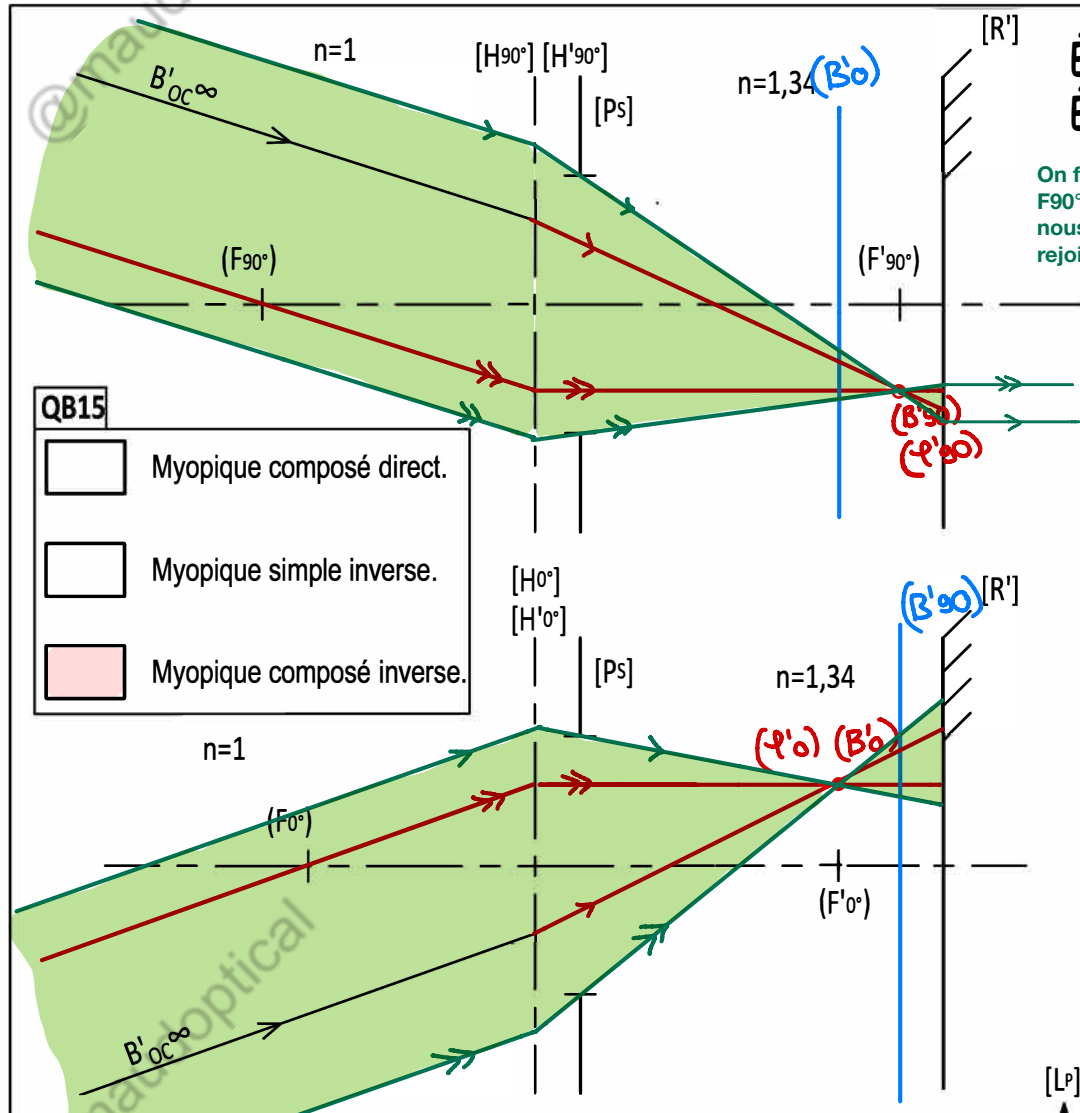 @maud
n=1
[H90°] [H'90°]
[R']
B'OC∞
n=1,34
(B'0)
[Ps]
On f
F90°
nous
rejoi
(F90°)
(F'90°)
(B'90)
(φ'90)
QB15
Myopique composé direct.
Myopique simple inverse.
Myopique composé inverse.
[H0°]
[H'0°]
(B'90)
[R']
[Ps]
n=1,34
n=1
(φ'0) (B'0)
(F0°)
(F'0°)
B'OC∞
maudoptical
[LP]